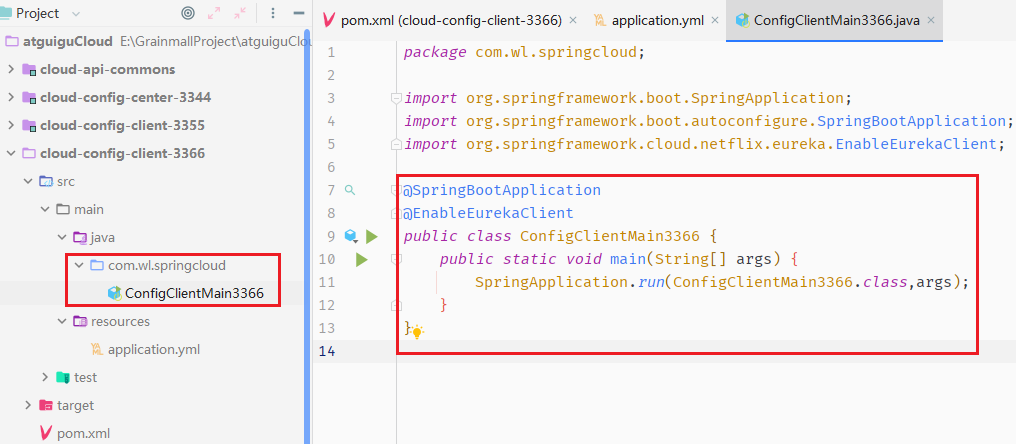 Project
atguiguCloud E:\GrainmallProject\atguiguClou
cloud-api-commons
cloud-config-center-3344
cloud-config-client-3355
cloud-config-client-3366
src
main
java
com.wl.springcloud
ConfigClientMain3366
resources
application.yml
test
target
pom.xml
pom.xml (cloud-config-client-3366) × application.yml × ConfigClientMain3366.java ×
1 package com.wl.springcloud;
2
3 import org.springframework.boot.SpringApplication;
4 import org.springframework.boot.autoconfigure.SpringBootApplication;
5 import org.springframework.cloud.netflix.eureka.EnableEurekaClient;
6
7 @SpringBootApplication
8 @EnableEurekaClient
9 public class ConfigClientMain3366 {
10 public static void main(String[] args) {
11 SpringApplication.run(ConfigClientMain3366.class,args);
12 }
13 }
14